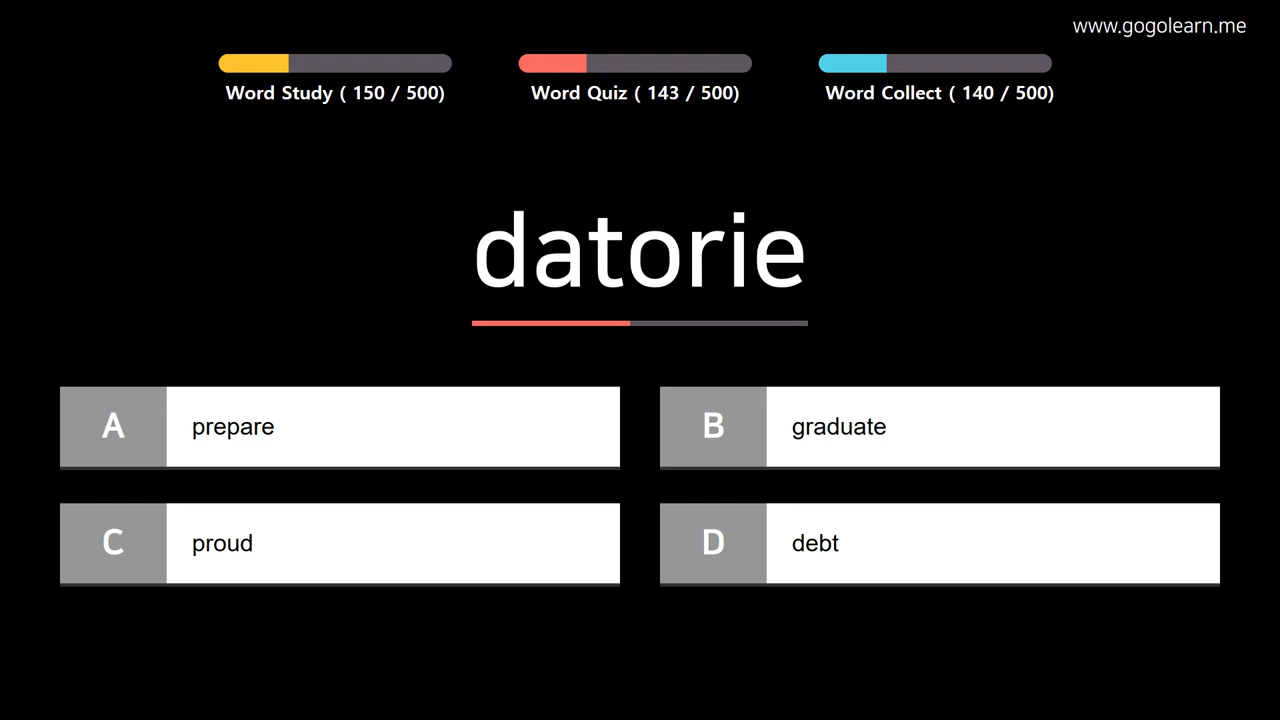 www.gogolearn.me
Word Study ( 150 / 500)
Word Quiz ( 143 / 500)
Word Collect ( 140 / 500)
datorie
A prepare
B graduate
C proud
D debt